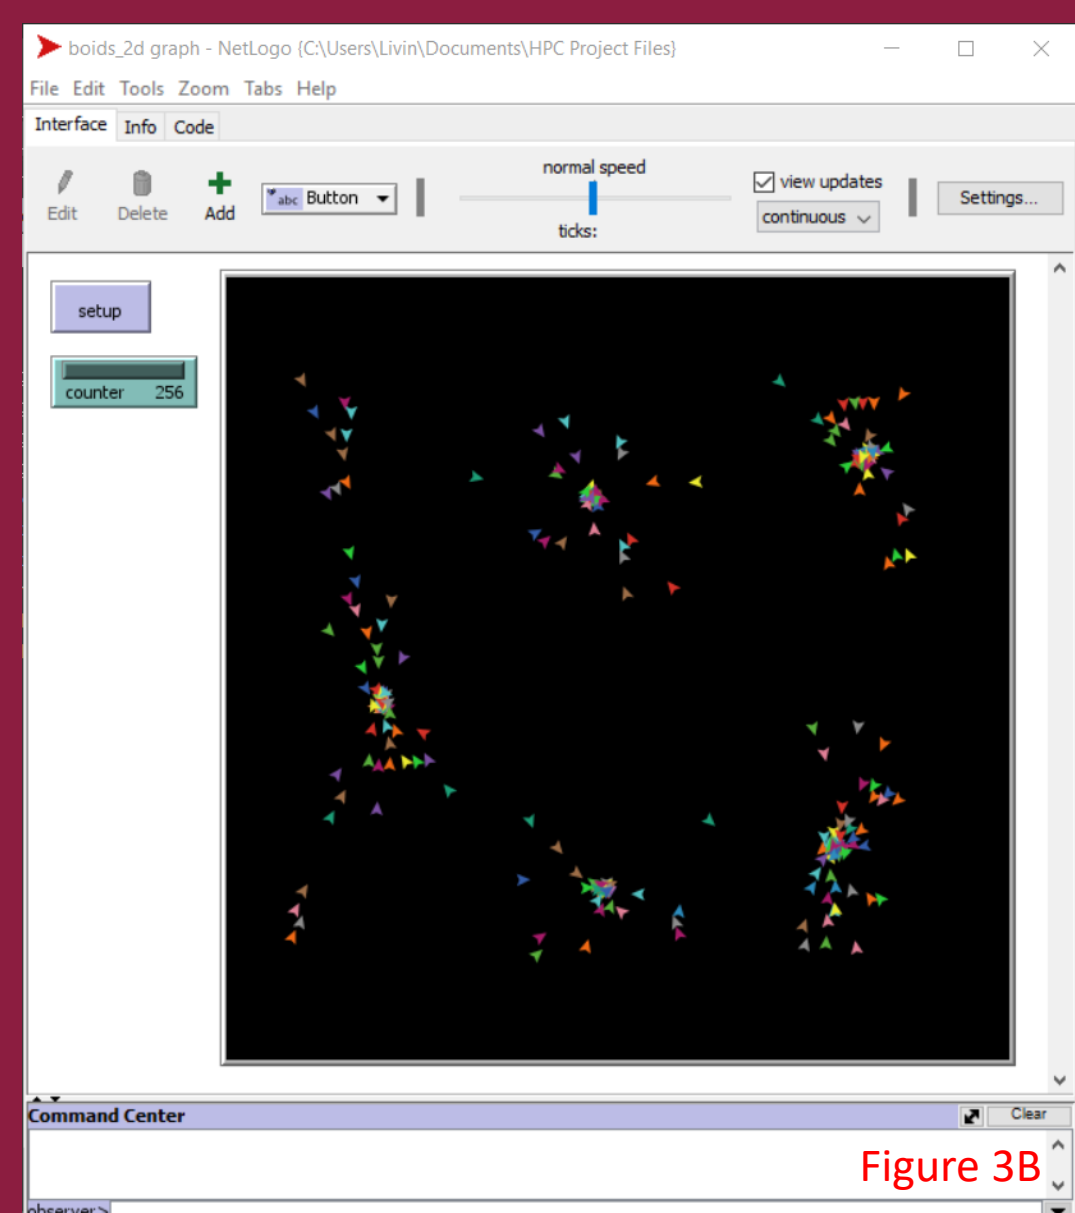 boids_2d graph - NetLogo {C:\Users\Livin\Documents\HPC Project Files}
File Edit Tools Zoom Tabs Help
Interface Info Code
normal speed
view updates
Edit Delete Add abc Button continuous Settings...
ticks:
setup
counter 256
Command Center Clear
Figure 3B
observer>